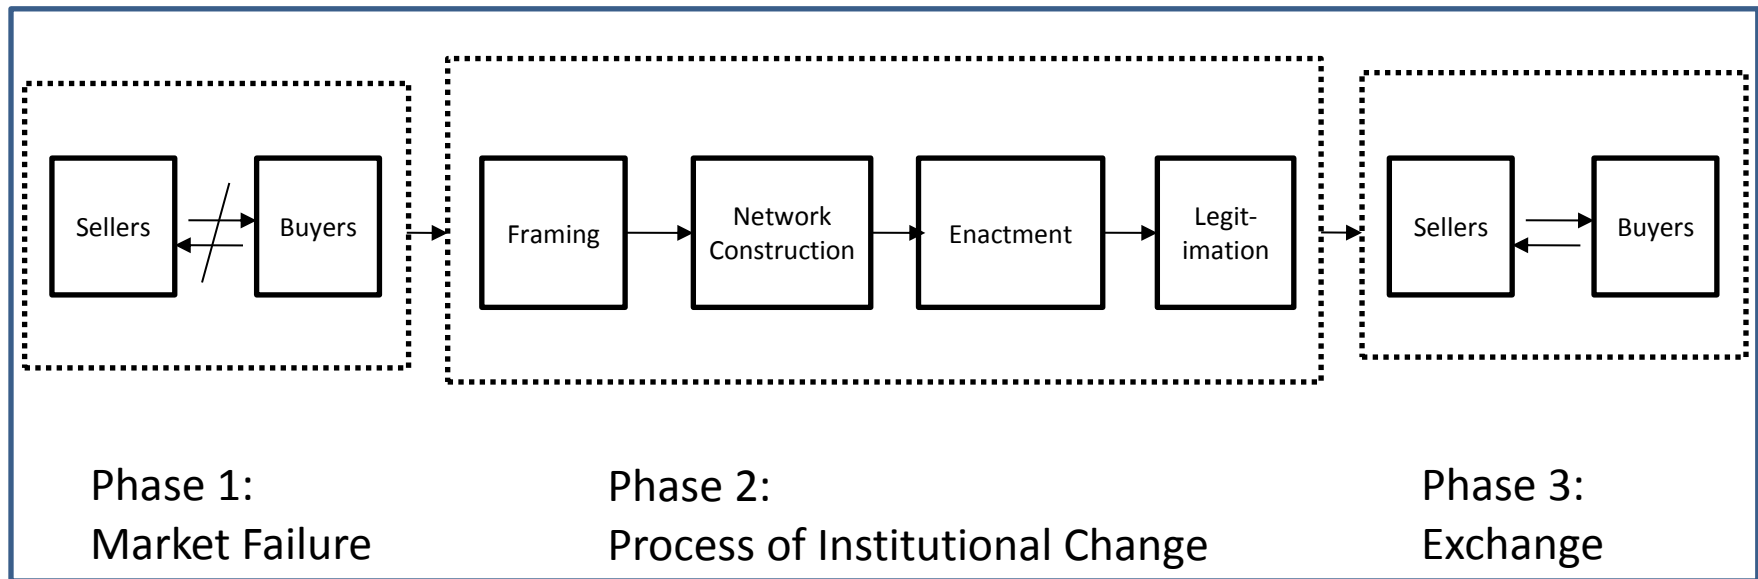 Sellers
Buyers
Framing
Network
Construction
Enactment
Legit-
imation
Sellers
Buyers
Phase 1:
Market Failure
Phase 2:
Process of Institutional Change
Phase 3:
Exchange